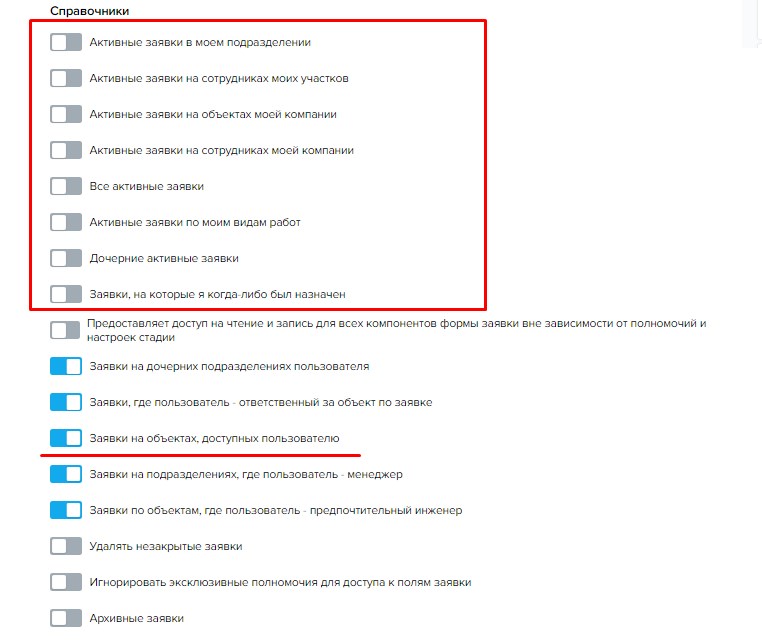 Справочники
Активные заявки в моем подразделении
Активные заявки на сотрудниках моих участков
Активные заявки на объектах моей компании
Активные заявки на сотрудниках моей компании
Все активные заявки
Активные заявки по моим видам работ
Дочерние активные заявки
Заявки, на которые я когда-либо был назначен
Предоставляет доступ на чтение и запись для всех компонентов формы заявки вне зависимости от полномочий и
настроек стадии
Заявки на дочерних подразделениях пользователя
Заявки, где пользователь - ответственный за объект по заявке
Заявки на объектах, доступных пользователю
Заявки на подразделениях, где пользователь - менеджер
Заявки по объектам, где пользователь - предпочтительный инженер
Удалять незакрытые заявки
Игнорировать эксклюзивные полномочия для доступа к полям заявки
Архивные заявки